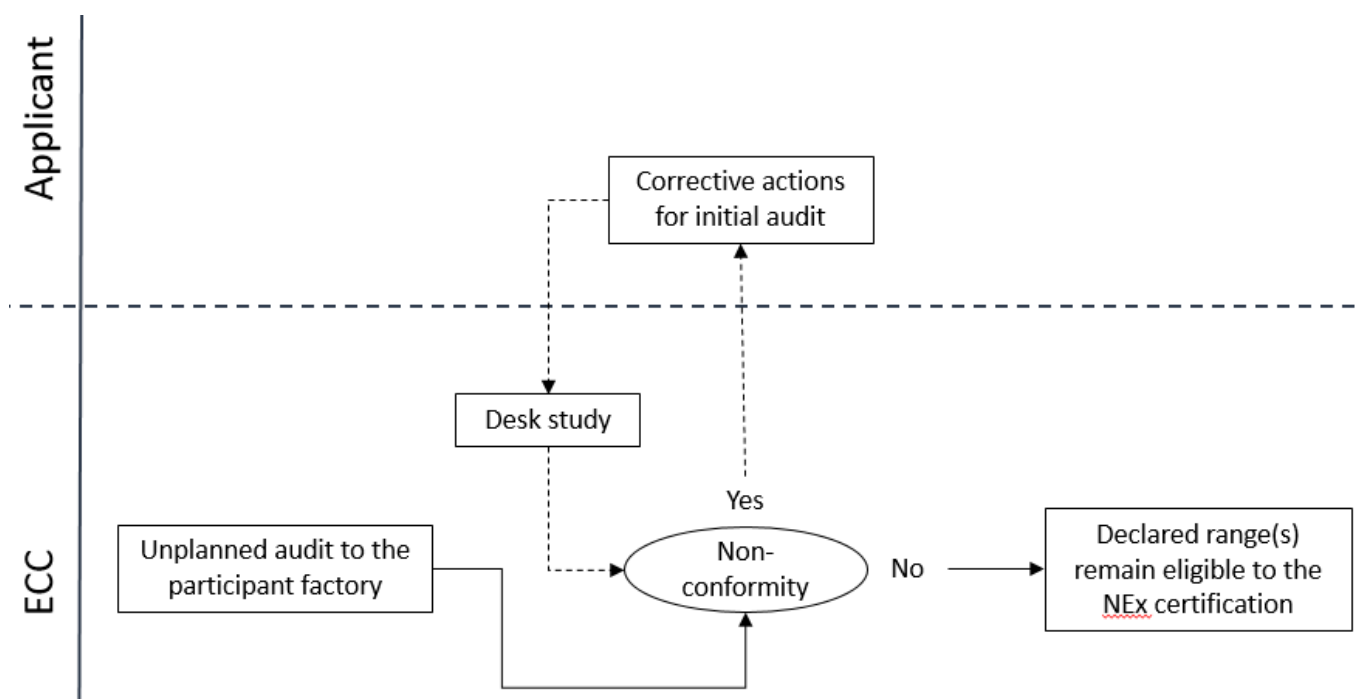 Applicant
Corrective actions
for initial audit
Desk study
Yes
Unplanned audit to the
participant factory
Non-
conformity
No
Declared range(s)
remain eligible to the
NEx certification
ECC